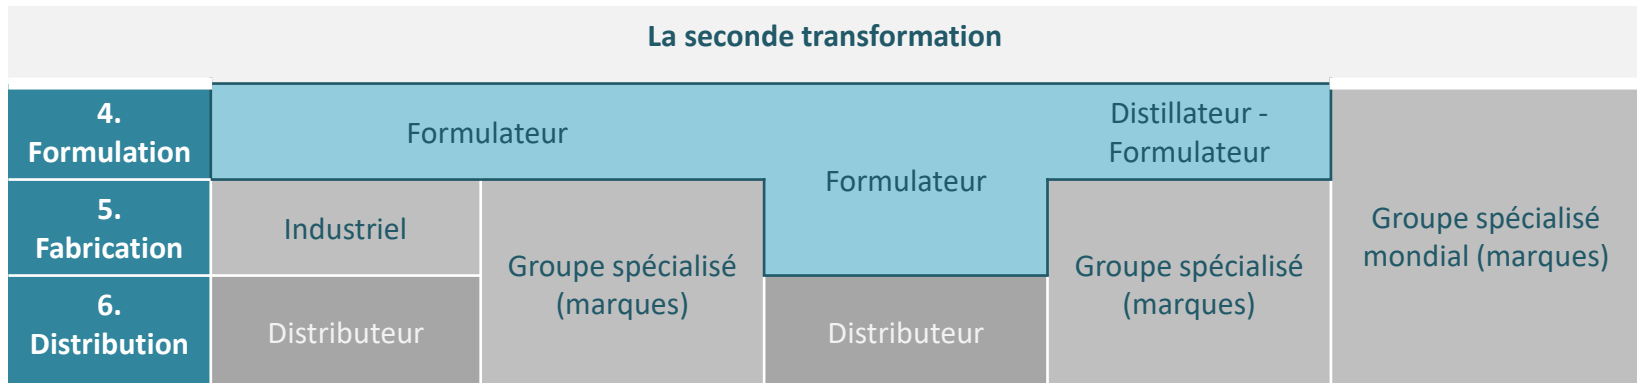 La seconde transformation
4.
Formulation
Formulateur
Distillateur -
Formulateur
Formulateur
5.
Fabrication
Industriel
Groupe spécialisé
(marques)
Groupe spécialisé
(marques)
Groupe spécialisé
mondial (marques)
6.
Distribution
Distributeur
Distributeur